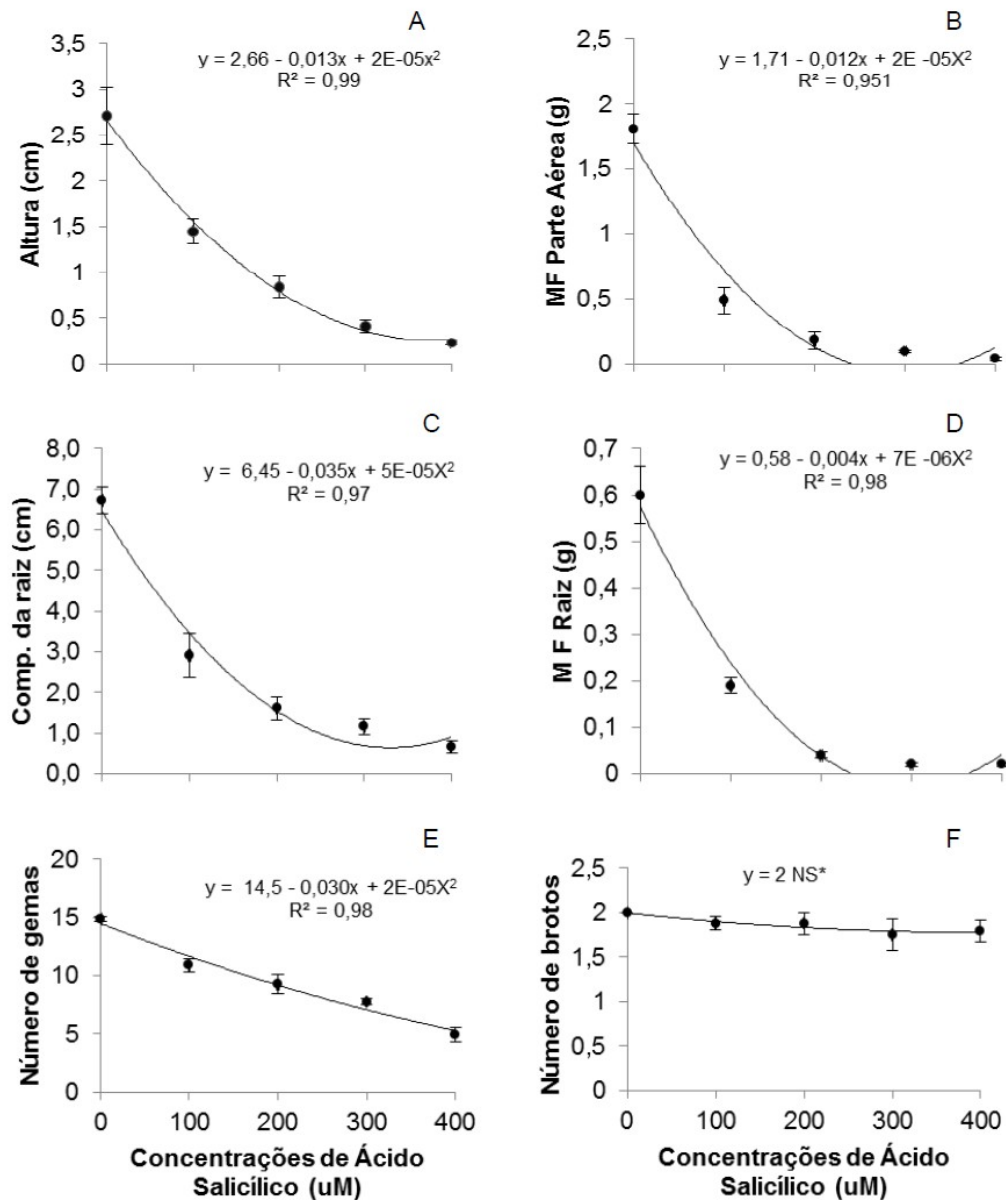 A
y = 2,66 - 0,013x + 2E-05x²
R² = 0,99
Altura (cm)
3,5
3
2,5
2
1,5
1
0,5
0
B
y = 1,71 - 0,012x + 2E -05X²
R² = 0,951
MF Parte Aérea (g)
2
1,5
1
0,5
0
C
y = 6,45 - 0,035x + 5E-05X²
R² = 0,97
Comp. da raiz (cm)
8,0
7,0
6,0
5,0
4,0
3,0
2,0
1,0
0,0
D
y = 0,58 - 0,004x + 7E -06X²
R² = 0,98
M F Raiz (g)
0,7
0,6
0,5
0,4
0,3
0,2
0,1
0
E
y = 14,5 - 0,030x + 2E-05X²
R² = 0,98
Número de gemas
20
15
10
5
0
0 100 200 300 400
Concentrações de Ácido
Salicílico (uM)
F
y = 2 NS*
Número de brotos
2,5
2
1,5
1
0,5
0
0 100 200 300 400
Concentrações de Ácido
Salicílico (uM)